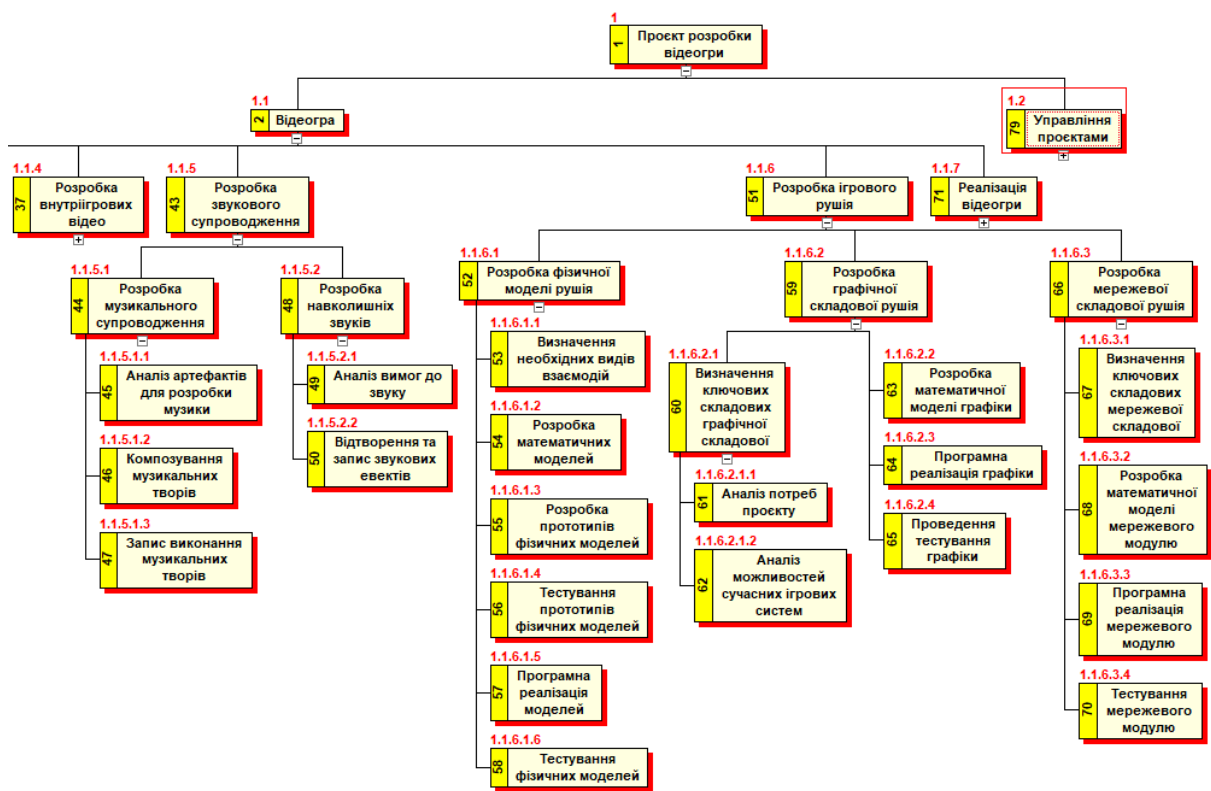 1
1
Проєкт розробки
відеогри
1.1
2
Відеогра
1.2
79
Управління
проєктами
1.1.4
37
Розробка
внутріігрових
відео
1.1.5
43
Розробка
звукового
супроводження
1.1.6
51
Розробка ігрового
рушія
1.1.7
71
Реалізація
відеогри
1.1.5.1
44
Розробка
музикального
супроводження
1.1.5.1.1
45
Аналіз артефактів
для розробки
музики
1.1.5.1.2
46
Композування
музикальних
творів
1.1.5.1.3
47
Запис виконання
музикальних
творів
1.1.5.2
48
Розробка
навколишніх
звуків
1.1.5.2.1
49
Аналіз вимог до
звуку
1.1.5.2.2
50
Відтворення та
запис звукових
евектів
1.1.6.1
52
Розробка фізичної
моделі рушія
1.1.6.1.1
53
Визначення
необхідних видів
взаємодій
1.1.6.1.2
54
Розробка
математичних
моделей
1.1.6.1.3
55
Розробка
прототипів
фізичних моделей
1.1.6.1.4
56
Тестування
прототипів
фізичних моделей
1.1.6.1.5
57
Програмна
реалізація
моделей
1.1.6.1.6
58
Тестування
фізичних моделей
1.1.6.2
59
Розробка
графічної
складової рушія
1.1.6.2.1
60
Визначення
ключових
складових
графічної
складової
1.1.6.2.1.1
61
Аналіз потреб
проєкту
1.1.6.2.1.2
62
Аналіз
можливостей
сучасних ігрових
систем
1.1.6.2.2
63
Розробка
математичної
моделі графіки
1.1.6.2.3
64
Програмна
реалізація графіки
1.1.6.2.4
65
Проведення
тестування
графіки
1.1.6.3
66
Розробка
мережевої
складової рушія
1.1.6.3.1
67
Визначення
ключових
складових
мережевої
складової
1.1.6.3.2
68
Розробка
математичної
моделі
мережевого
модулю
1.1.6.3.3
69
Програмна
реалізація
мережевого
модулю
1.1.6.3.4
70
Тестування
мережевого
модулю